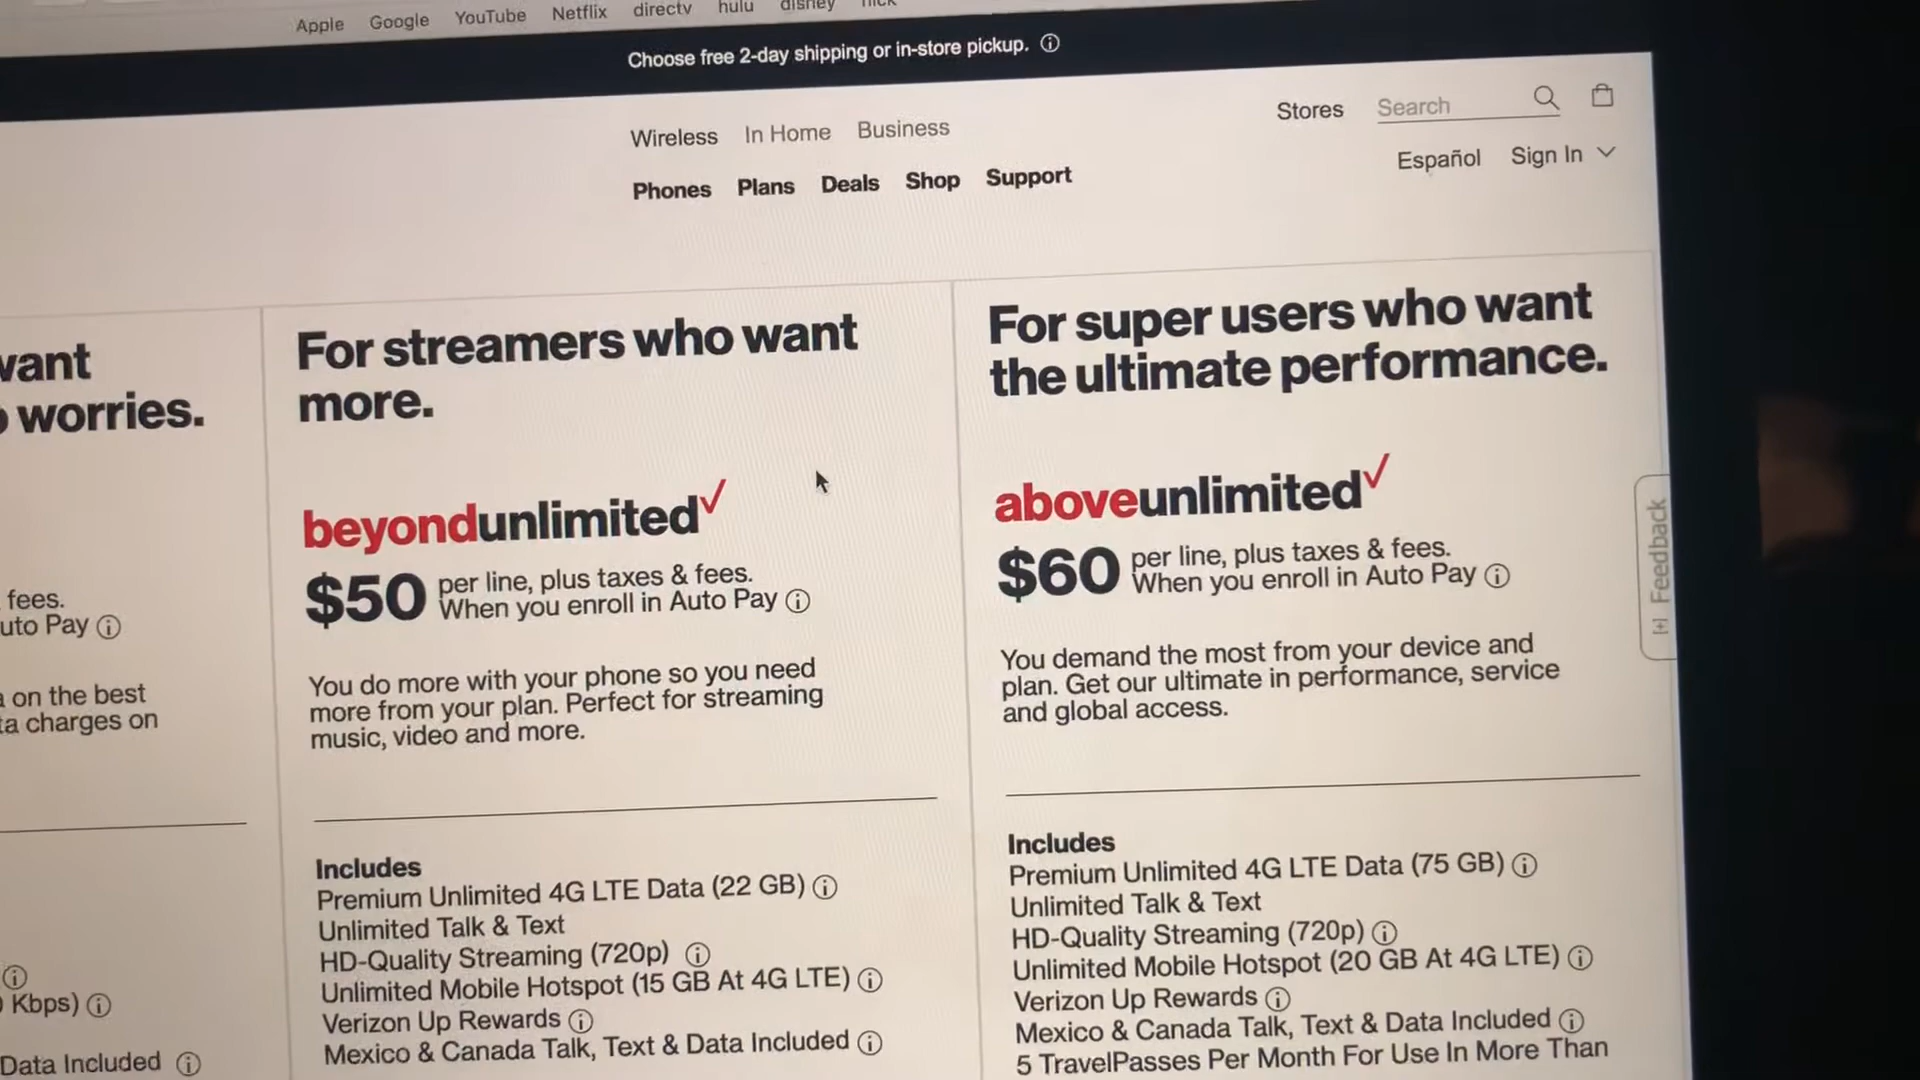 Apple Google YouTube Netflix directv hulu disney nick
Choose free 2-day shipping or in-store pickup.
Wireless In Home Business
Stores Search
Phones Plans Deals Shop Support
Español Sign In
want
worries.
fees.
uto Pay
on the best
ta charges on
Kbps)
Data Included
For streamers who want
more.
beyondunlimited✓
$50 per line, plus taxes & fees.
When you enroll in Auto Pay
You do more with your phone so you need
more from your plan. Perfect for streaming
music, video and more.
Includes
Premium Unlimited 4G LTE Data (22 GB)
Unlimited Talk & Text
HD-Quality Streaming (720p)
Unlimited Mobile Hotspot (15 GB At 4G LTE)
Verizon Up Rewards
Mexico & Canada Talk, Text & Data Included
For super users who want
the ultimate performance.
aboveunlimited✓
$60 per line, plus taxes & fees.
When you enroll in Auto Pay
You demand the most from your device and
plan. Get our ultimate in performance, service
and global access.
Includes
Premium Unlimited 4G LTE Data (75 GB)
Unlimited Talk & Text
HD-Quality Streaming (720p)
Unlimited Mobile Hotspot (20 GB At 4G LTE)
Verizon Up Rewards
Mexico & Canada Talk, Text & Data Included
5 TravelPasses Per Month For Use In More Than
[+] Feedback